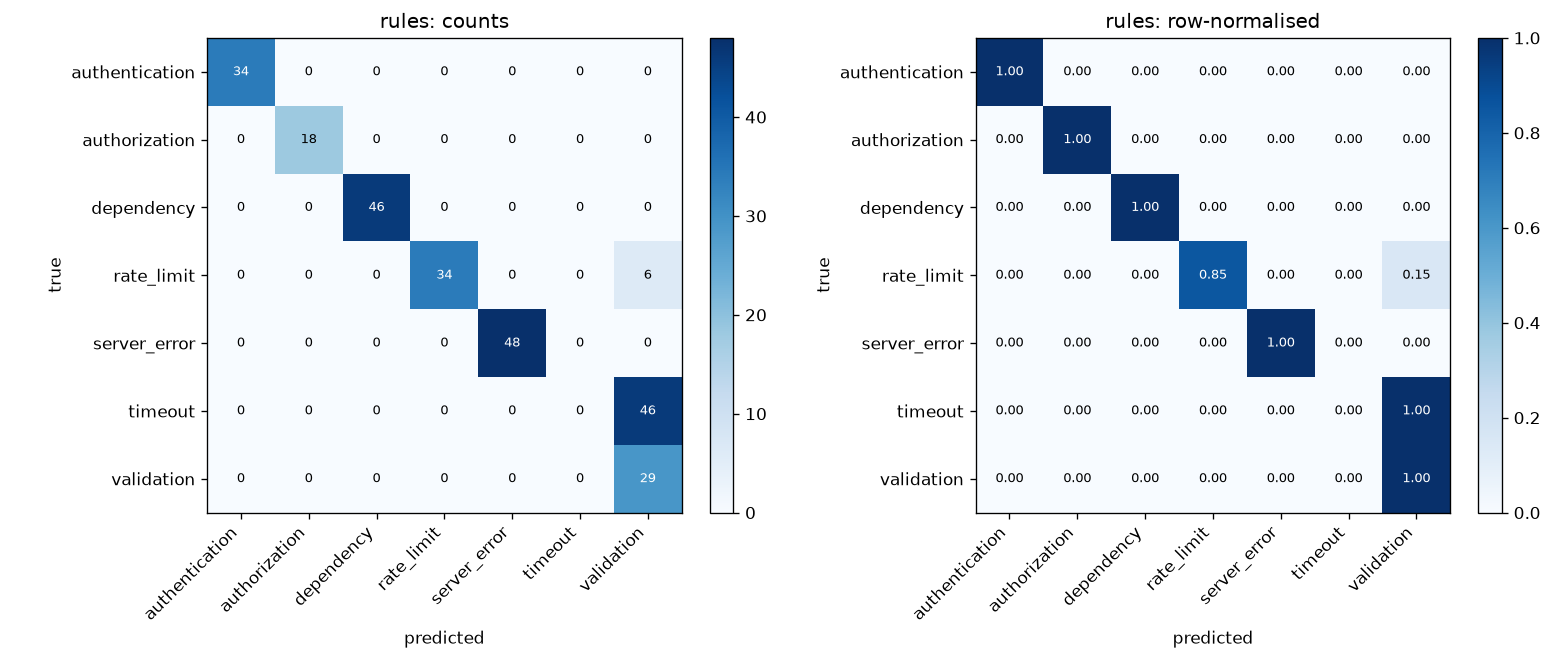 rules: counts
authentication 34 0 0 0 0 0 0
authorization 0 18 0 0 0 0 0
dependency 0 0 46 0 0 0 0
rate_limit 0 0 0 34 0 0 6
server_error 0 0 0 0 48 0 0
timeout 0 0 0 0 0 0 46
validation 0 0 0 0 0 0 29
true
authentication authorization dependency rate_limit server_error timeout validation
predicted
40
30
20
10
0
rules: row-normalised
authentication 1.00 0.00 0.00 0.00 0.00 0.00 0.00
authorization 0.00 1.00 0.00 0.00 0.00 0.00 0.00
dependency 0.00 0.00 1.00 0.00 0.00 0.00 0.00
rate_limit 0.00 0.00 0.00 0.85 0.00 0.00 0.15
server_error 0.00 0.00 0.00 0.00 1.00 0.00 0.00
timeout 0.00 0.00 0.00 0.00 0.00 0.00 1.00
validation 0.00 0.00 0.00 0.00 0.00 0.00 1.00
true
authentication authorization dependency rate_limit server_error timeout validation
predicted
1.0
0.8
0.6
0.4
0.2
0.0